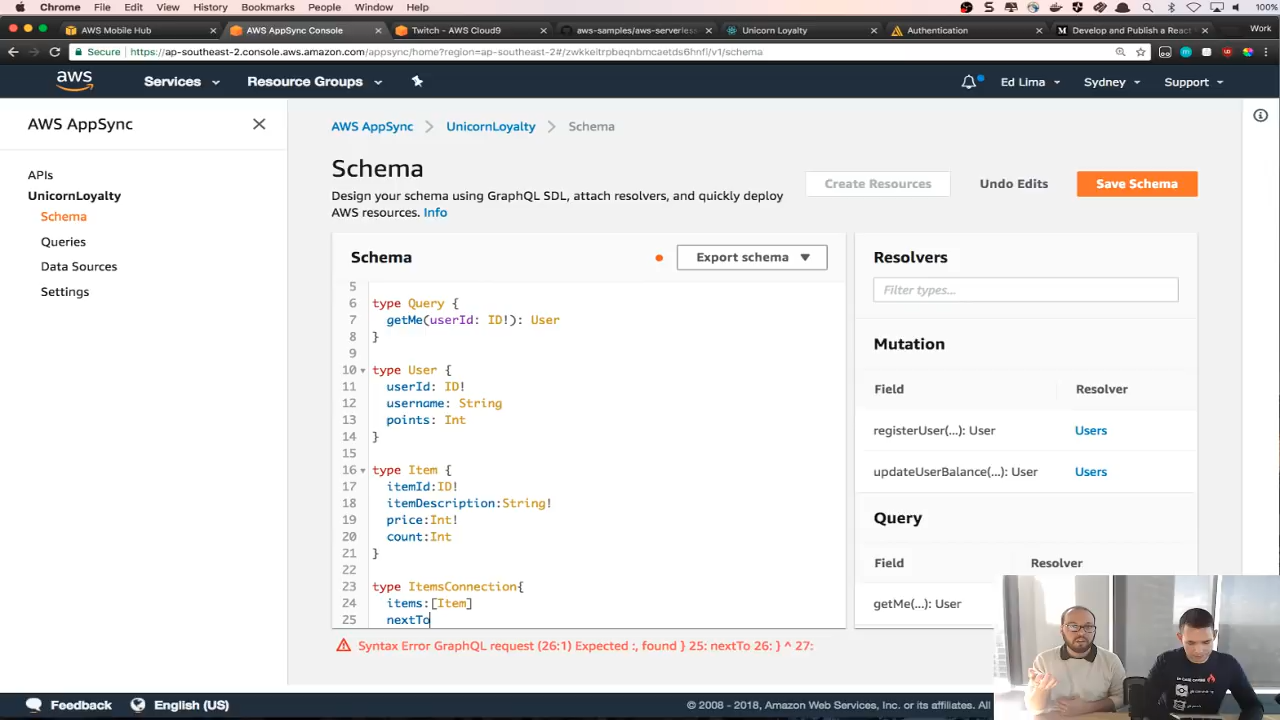 Chrome File Edit View History Bookmarks People Window Help 100%
AWS Mobile Hub AWS AppSync Console Twitch - AWS Cloud9 aws-samples/aws-serverless Unicorn Loyalty Authentication Develop and Publish a React Work
Secure https://ap-southeast-2.console.aws.amazon.com/appsync/home?region=ap-southeast-2#/zwkkeitrpbeqnbmcaetds6hnfi/v1/schema
aws Services Resource Groups Ed Lima Sydney Support
AWS AppSync
APIs
UnicornLoyalty
Schema
Queries
Data Sources
Settings
AWS AppSync UnicornLoyalty Schema
Schema
Design your schema using GraphQL SDL, attach resolvers, and quickly deploy
AWS resources. Info
Create Resources Undo Edits Save Schema
Schema Export schema
5
6 type Query {
7 getMe(userId: ID!): User
8 }
9
10 type User {
11 userId: ID!
12 username: String
13 points: Int
14 }
15
16 type Item {
17 itemId:ID!
18 itemDescription:String!
19 price:Int!
20 count:Int
21 }
22
23 type ItemsConnection{
24 items:[Item]
25 nextTo
Syntax Error GraphQL request (26:1) Expected :, found } 25: nextTo 26: } ^ 27:
Resolvers
Filter types...
Mutation
Field Resolver
registerUser(...): User Users
updateUserBalance(...): User Users
Query
Field Resolver
getMe(...): User
Feedback English (US) © 2008 - 2018, Amazon Web Services, Inc. or its affiliates. All